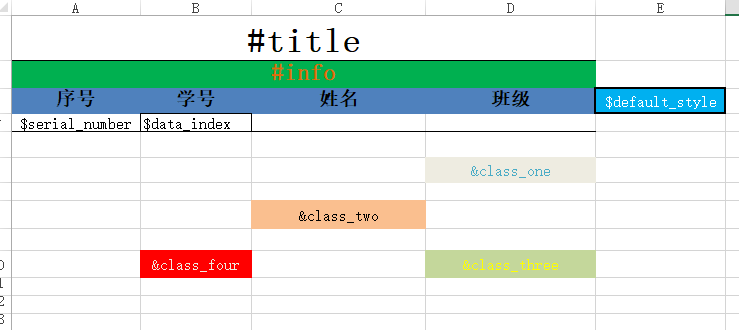 A B C D E
#title
#info
序号 学号 姓名 班级 $default_style
$serial_number $data_index
&class_one
&class_two
&class_four &class_three